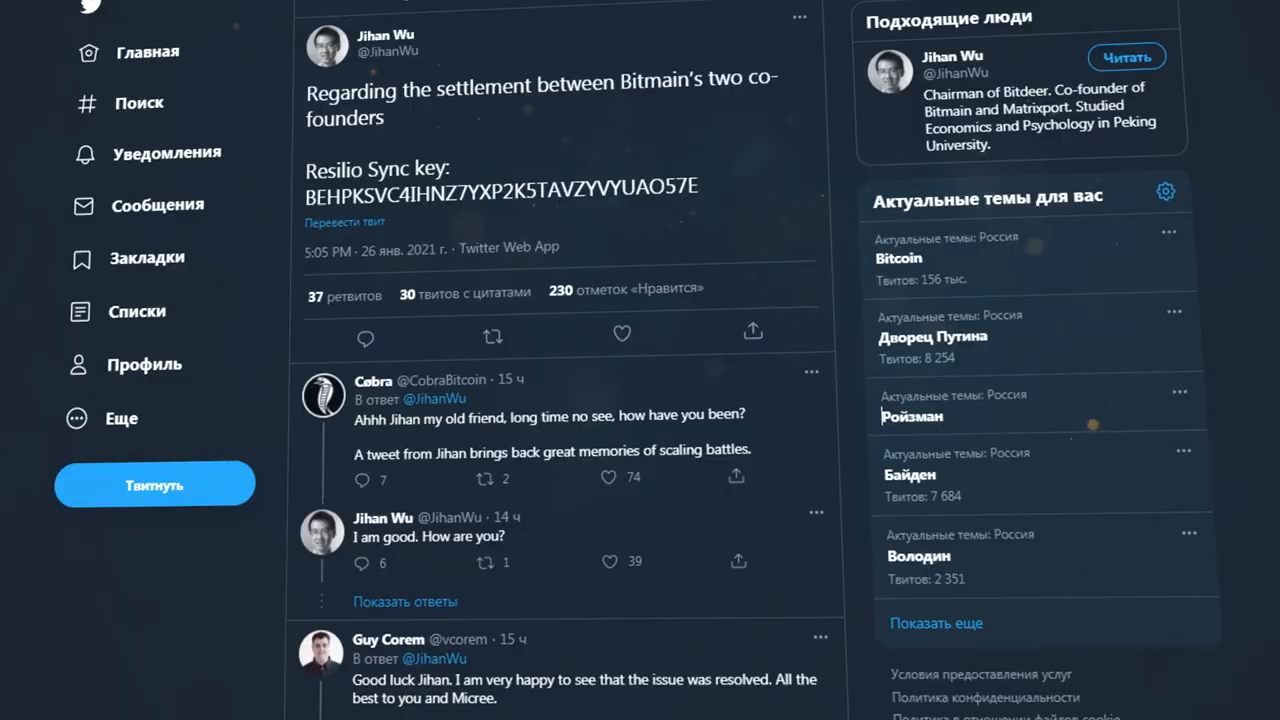 Главная
Поиск
Уведомления
Сообщения
Закладки
Списки
Профиль
Еще
Твитнуть
Jihan Wu
@JihanWu
Regarding the settlement between Bitmain’s two co-
founders
Resilio Sync key:
BEHPKSVC4IHNZ7YXP2K5TAVZYVYUAO57E
Перевести твит
5:05 PM · 26 янв. 2021 г. · Twitter Web App
37 ретвитов 30 твитов с цитатами 230 отметок «Нравится»
Cøbra @CobraBitcoin · 15 ч
В ответ @JihanWu
Ahhh Jihan my old friend, long time no see, how have you been?
A tweet from Jihan brings back great memories of scaling battles.
7 2 74
Jihan Wu @JihanWu · 14 ч
I am good. How are you?
6 1 39
Показать ответы
Guy Corem @vcorem · 15 ч
В ответ @JihanWu
Good luck Jihan. I am very happy to see that the issue was resolved. All the
best to you and Micree.
Подходящие люди
Jihan Wu
@JihanWu
Читать
Chairman of Bitdeer. Co-founder of
Bitmain and Matrixport. Studied
Economics and Psychology in Peking
University.
Актуальные темы для вас
Актуальные темы: Россия
Bitcoin
Твитов: 156 тыс.
Актуальные темы: Россия
Дворец Путина
Твитов: 8 254
Актуальные темы: Россия
Ройзман
Актуальные темы: Россия
Байден
Твитов: 7 684
Актуальные темы: Россия
Володин
Твитов: 2 351
Показать еще
Условия предоставления услуг
Политика конфиденциальности
Политика в отношении файлов cookie